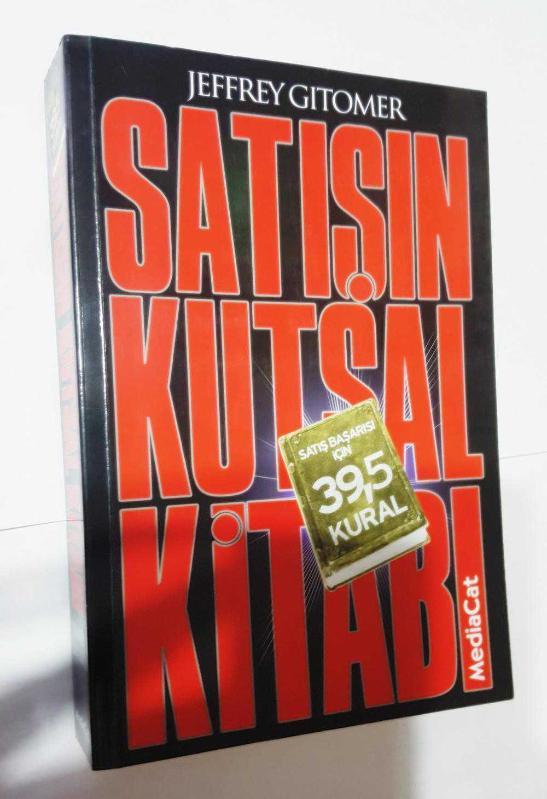 JEFFREY GITOMER
SATIŞIN
KUTSAL
KİTABI
SATIŞ BAŞARISI
İÇİN
39,5
KURAL
MediaCat